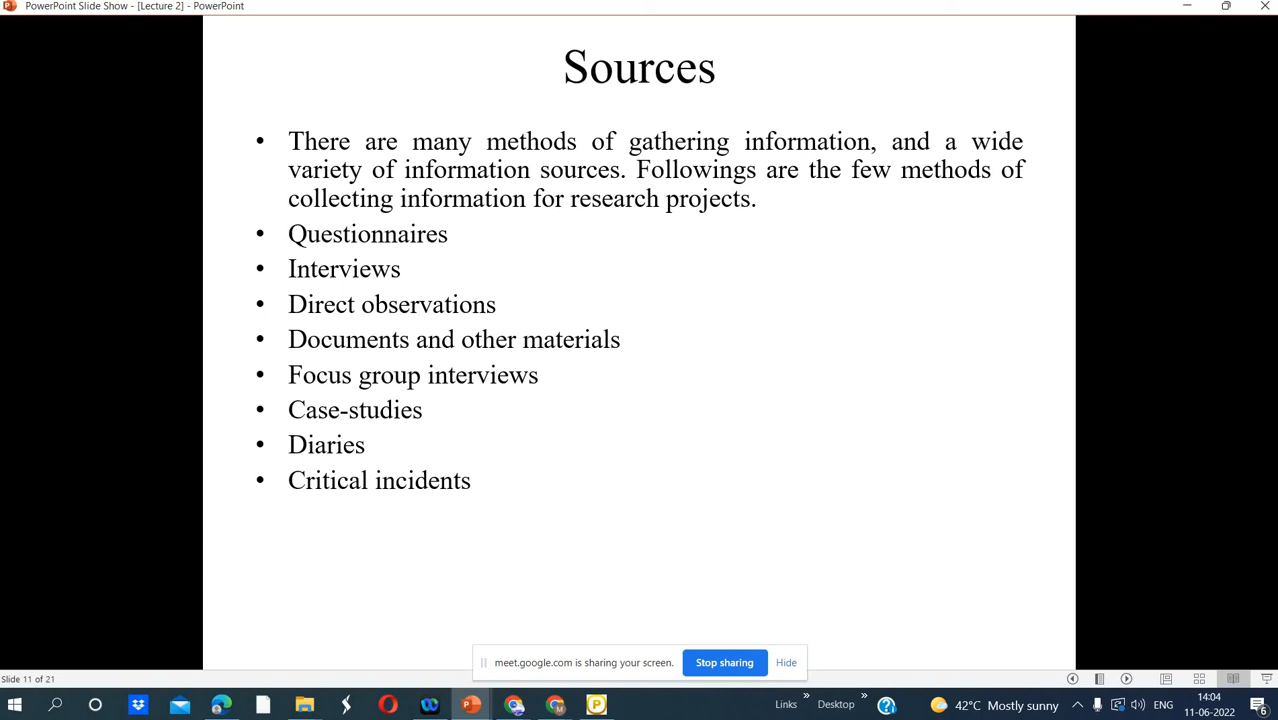 PowerPoint Slide Show - [Lecture 2] - PowerPoint
Sources
• There are many methods of gathering information, and a wide
variety of information sources. Followings are the few methods of
collecting information for research projects.
• Questionnaires
• Interviews
• Direct observations
• Documents and other materials
• Focus group interviews
• Case-studies
• Diaries
• Critical incidents
meet.google.com is sharing your screen. Stop sharing Hide
Slide 11 of 21
Links » Desktop » 42°C Mostly sunny ENG 14:04
11-06-2022 6